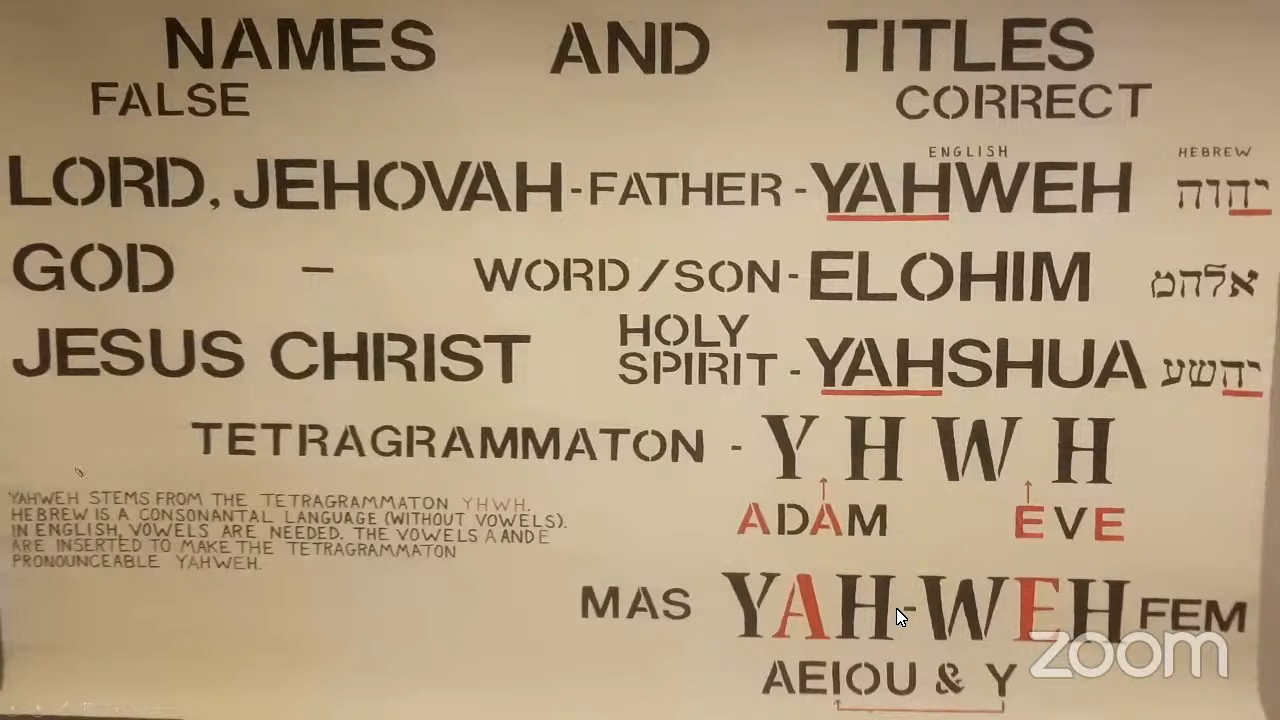 NAMES AND TITLES
FALSE CORRECT
ENGLISH HEBREW
LORD, JEHOVAH - FATHER - YAHWEH יהוה
GOD - WORD/SON - ELOHIM אלהמ
JESUS CHRIST HOLY SPIRIT - YAHSHUA יהשע
TETRAGRAMMATON - Y H W H
ADAM EVE
YAHWEH STEMS FROM THE TETRAGRAMMATON YHWH.
HEBREW IS A CONSONANTAL LANGUAGE (WITHOUT VOWELS).
IN ENGLISH, VOWELS ARE NEEDED. THE VOWELS A AND E
ARE INSERTED TO MAKE THE TETRAGRAMMATON
PRONOUNCEABLE YAHWEH.
MAS YAH-WEH FEM
AEIOU & Y
zoom